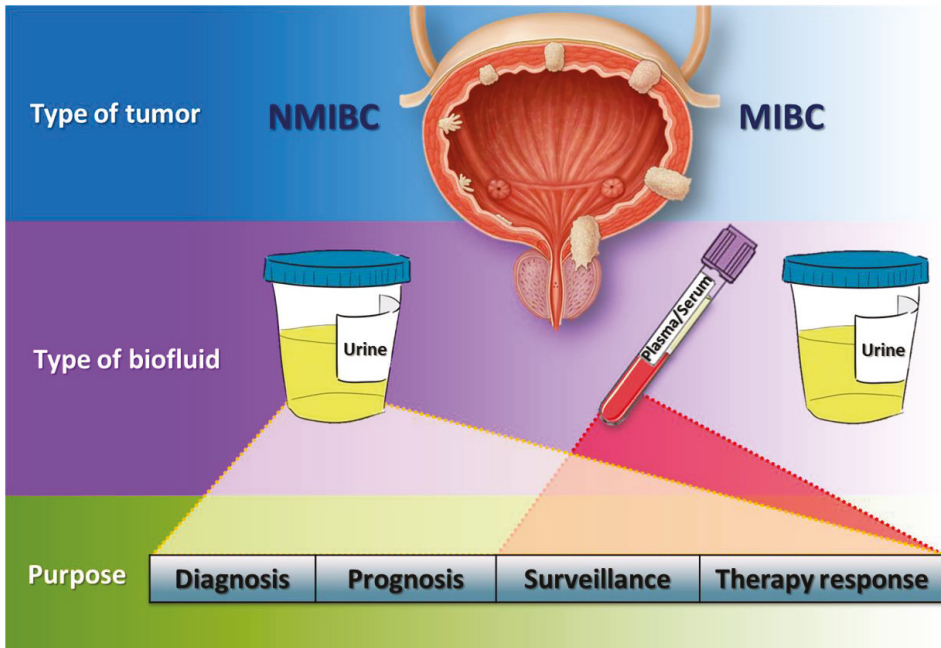 Type of tumor
NMIBC
MIBC
Type of biofluid
Urine
Plasma/Serum
Urine
Purpose
Diagnosis
Prognosis
Surveillance
Therapy response